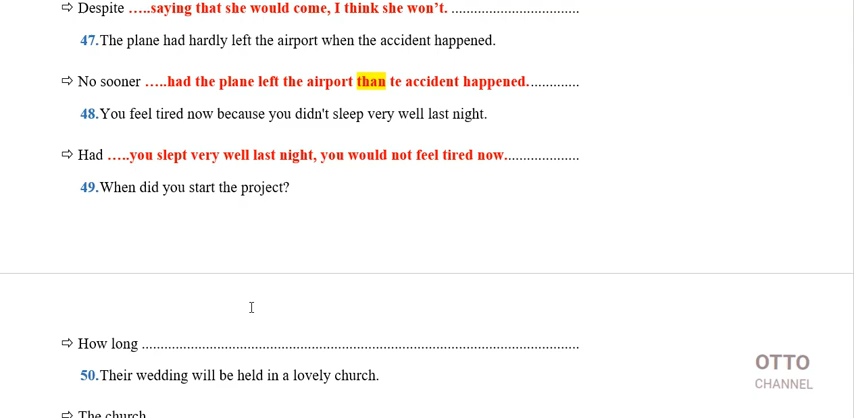 ⇨ Despite …..saying that she would come, I think she won’t. ..................................
47.The plane had hardly left the airport when the accident happened.
⇨ No sooner …..had the plane left the airport than te accident happened..............
48.You feel tired now because you didn't sleep very well last night.
⇨ Had …..you slept very well last night, you would not feel tired now....................
49.When did you start the project?
⇨ How long .....................................................................................................................
50.Their wedding will be held in a lovely church.
⇨ The church
OTTO
CHANNEL